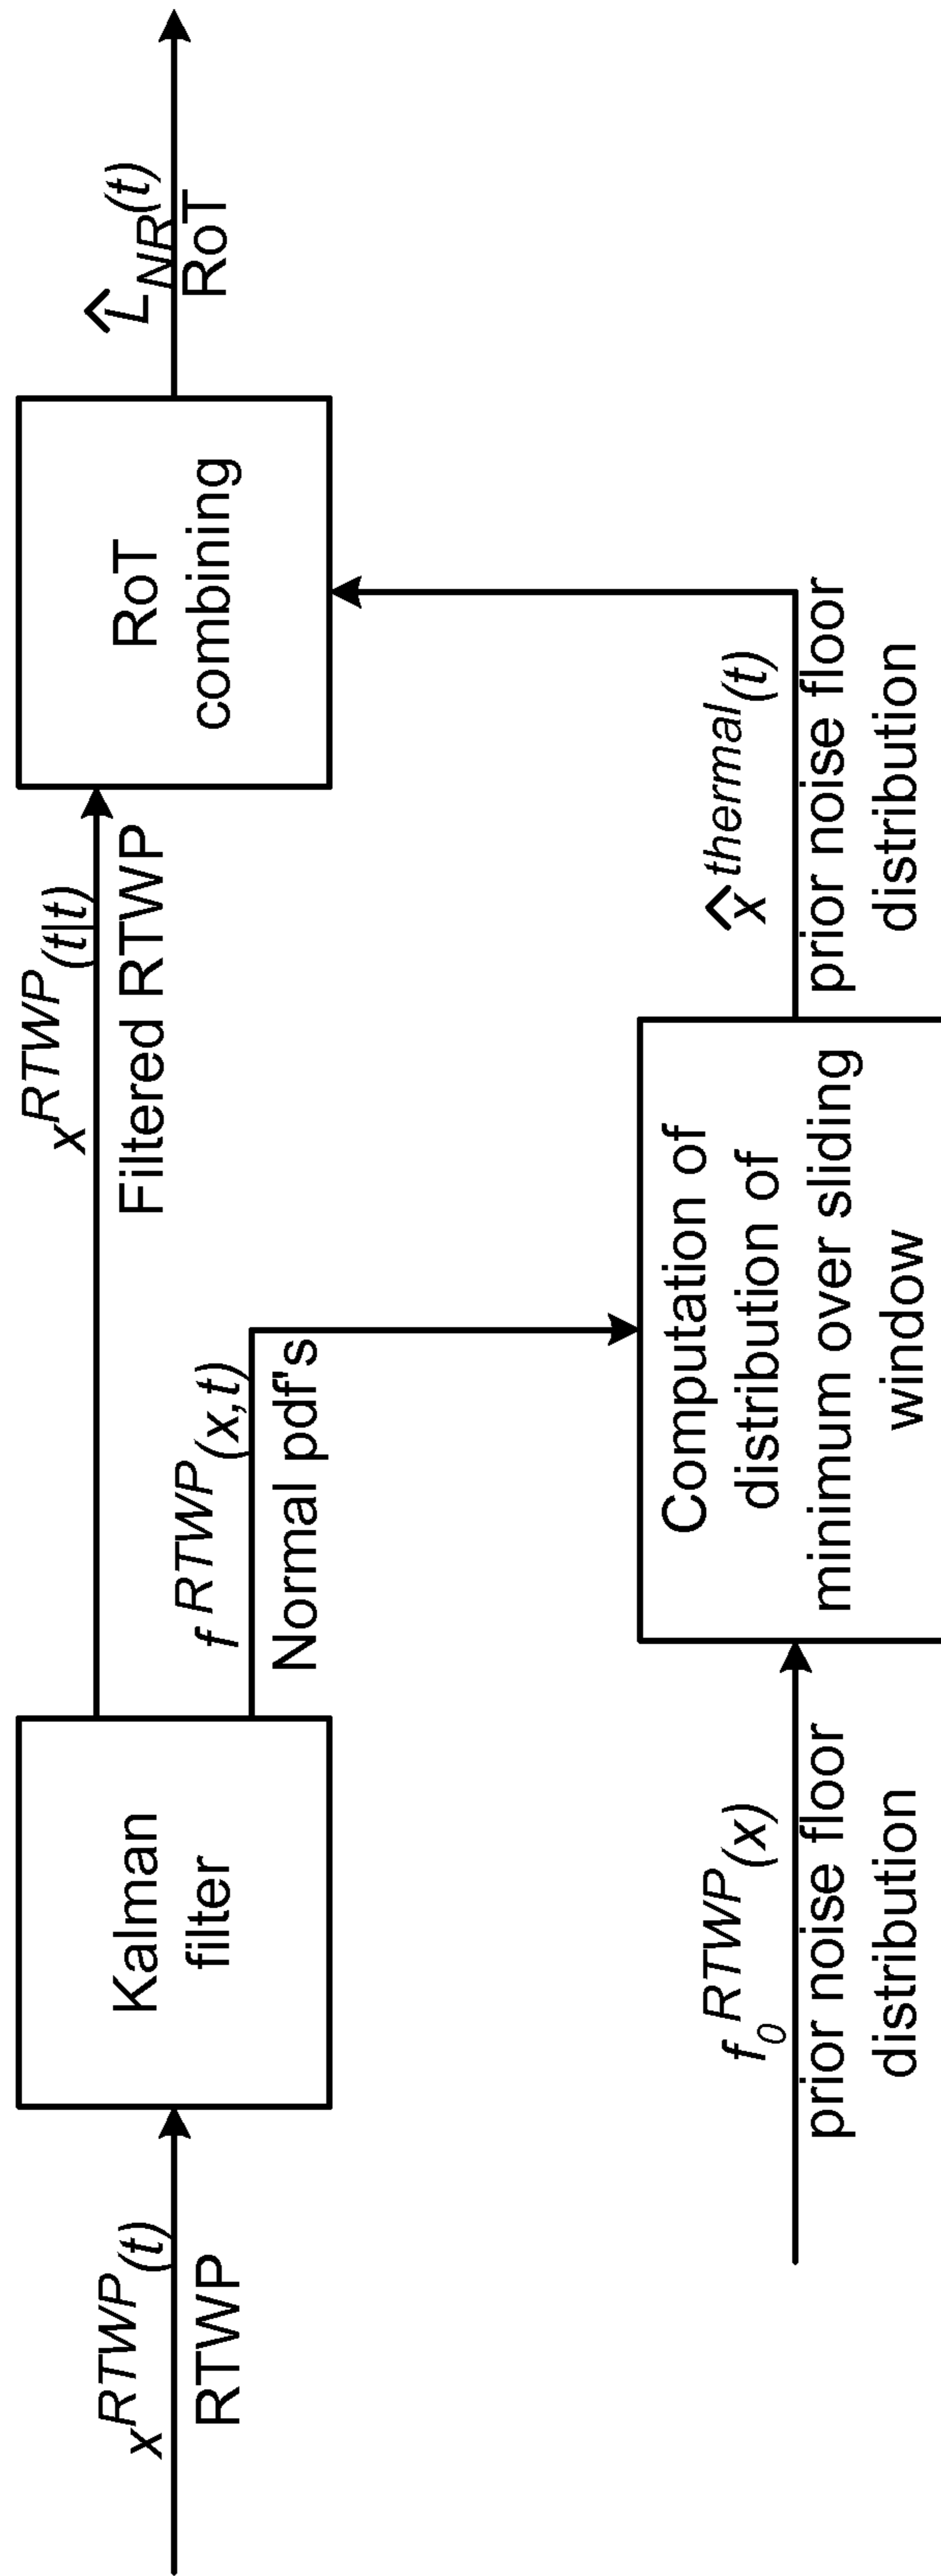 x^RTWP(t)
RTWP
Kalman
filter
x^RTWP(t|t)
Filtered RTWP
f^RTWP(x,t)
Normal pdf's
RoT
combining
L̂_NR(t)
RoT
f_0^RTWP(x)
prior noise floor
distribution
Computation of
distribution of
minimum over sliding
window
x̂^thermal(t)
prior noise floor
distribution